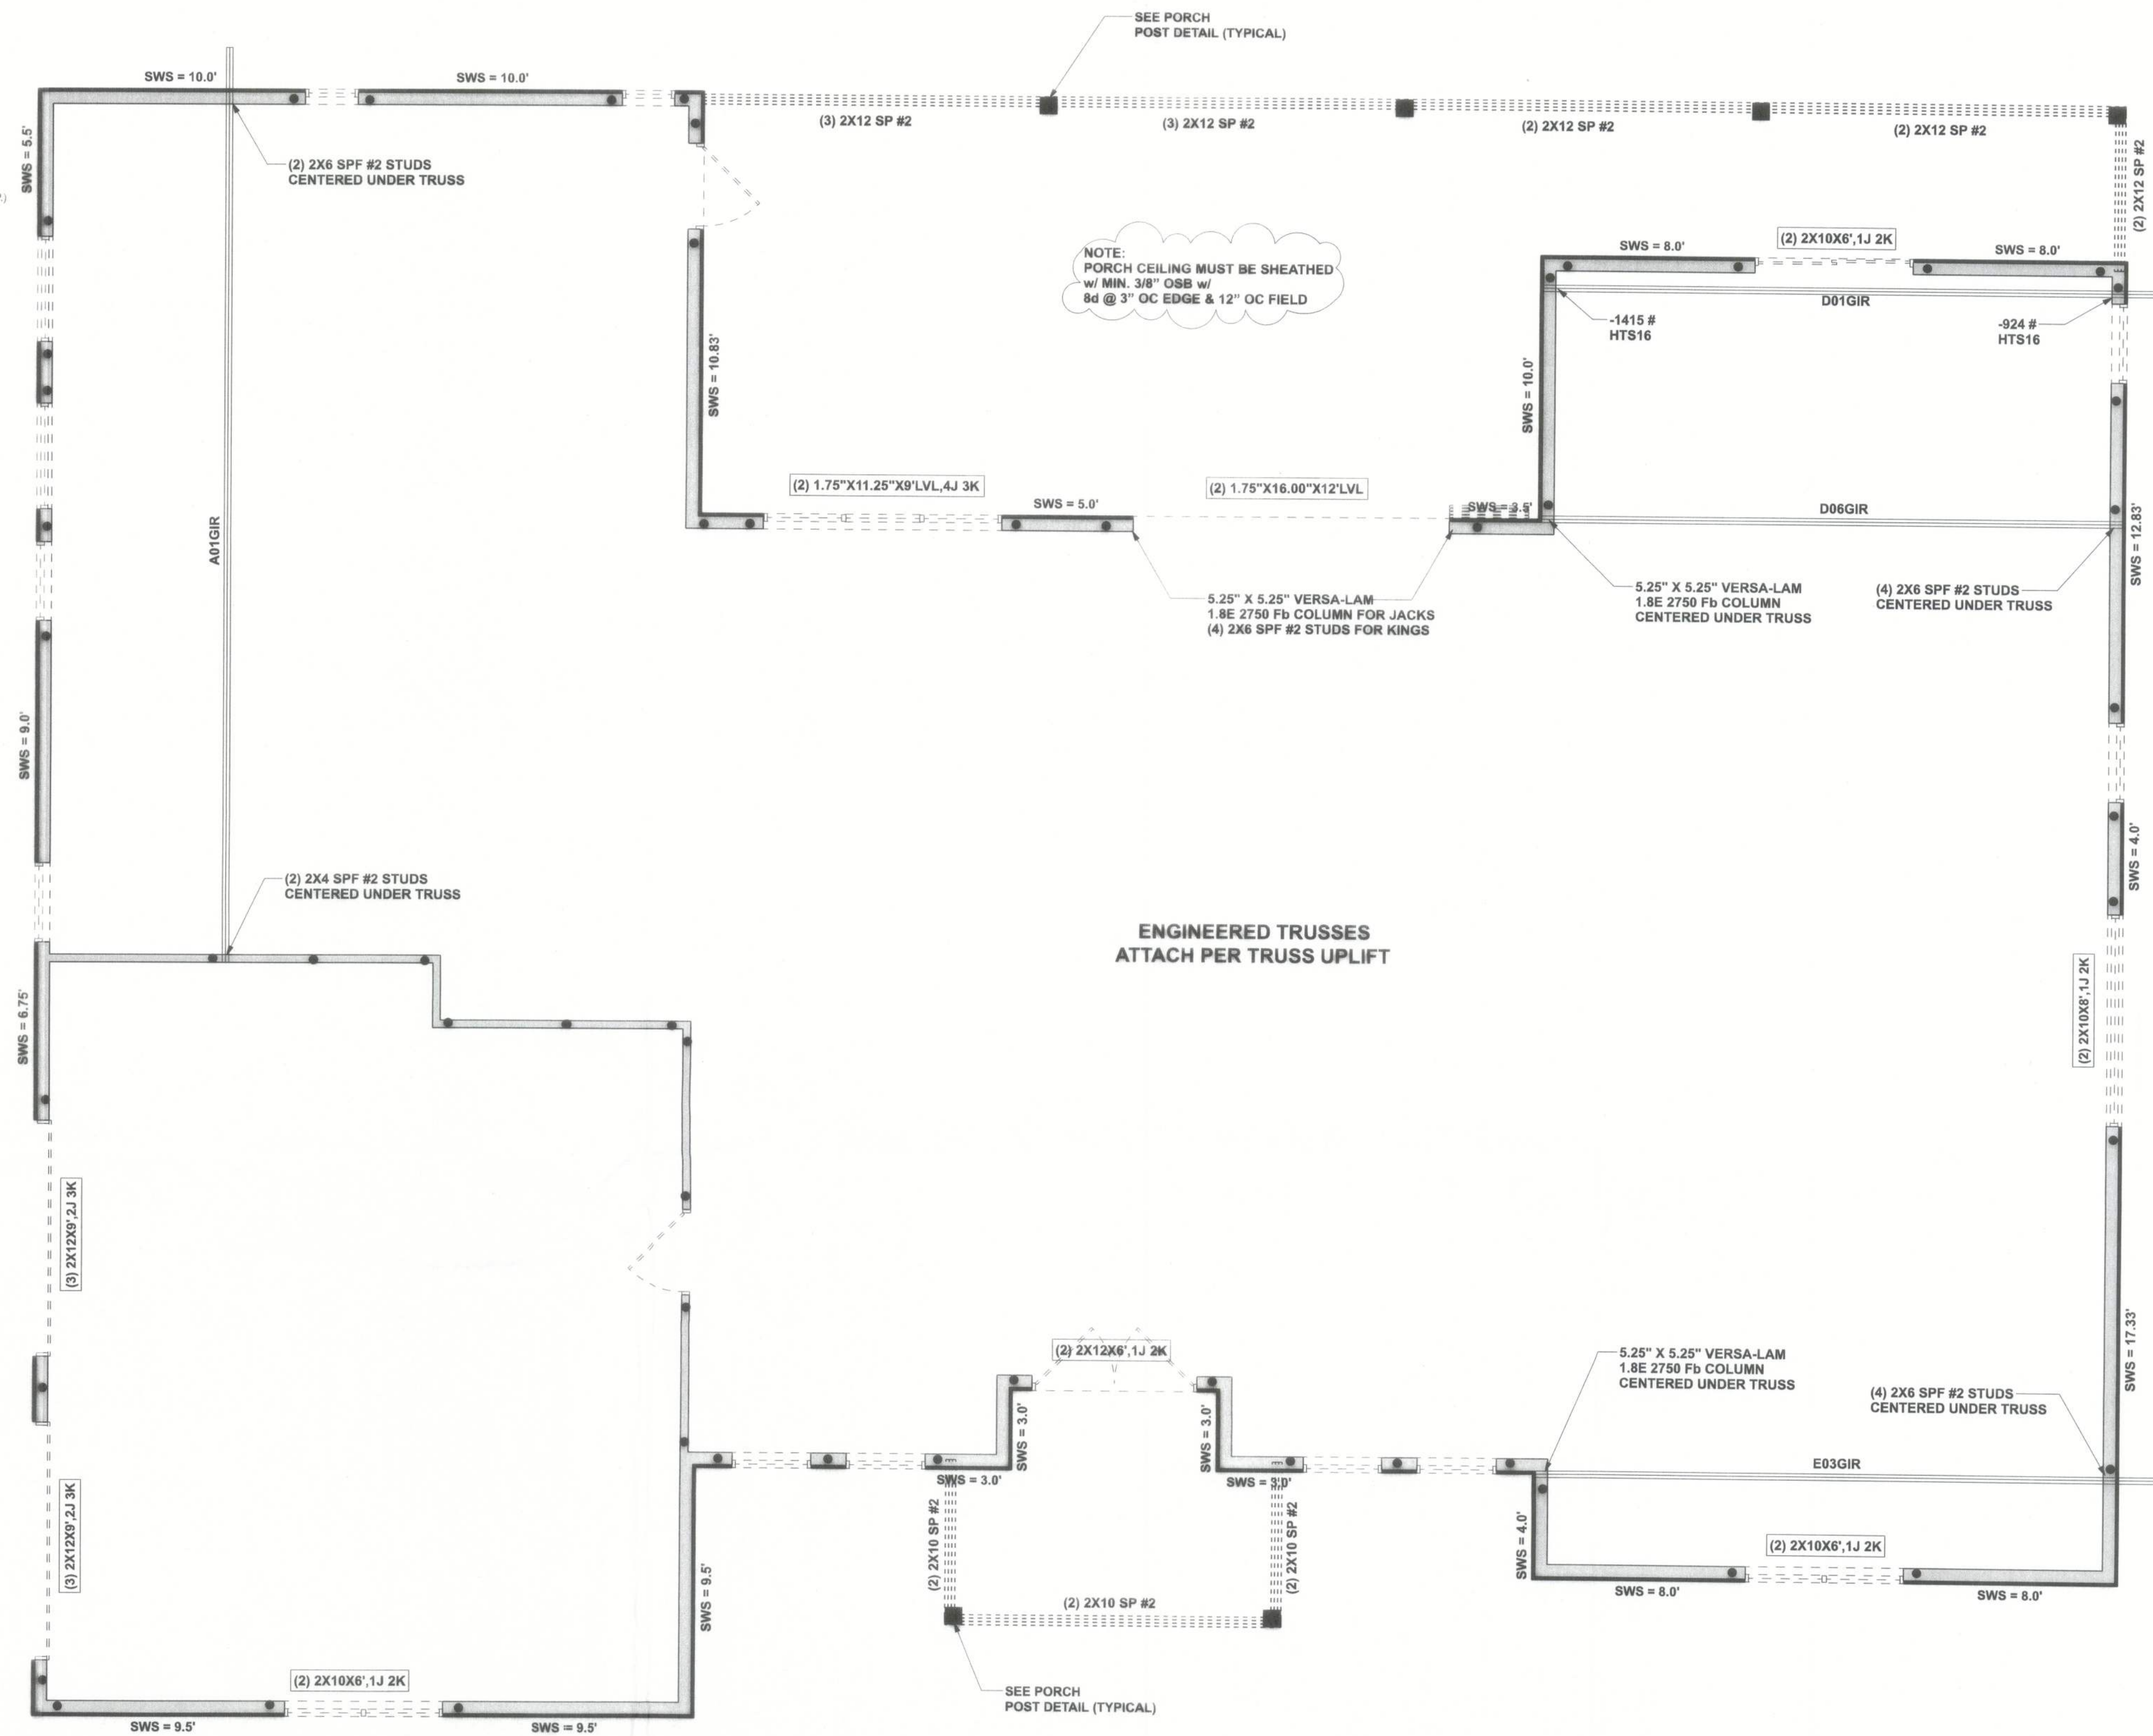 SEE PORCH
POST DETAIL (TYPICAL)
SWS = 10.0'
SWS = 10.0'
(3) 2X12 SP #2
(3) 2X12 SP #2
(2) 2X12 SP #2
(2) 2X12 SP #2
SWS = 5.5'
(2) 2X6 SPF #2 STUDS
CENTERED UNDER TRUSS
(2) 2X12 SP #2
NOTE:
PORCH CEILING MUST BE SHEATHED
w/ MIN. 3/8" OSB w/
8d @ 3" OC EDGE & 12" OC FIELD
SWS = 8.0'
(2) 2X10X6',1J 2K
SWS = 8.0'
D01GIR
-1415 #
HTS16
-924 #
HTS16
SWS = 10.83'
SWS = 10.0'
(2) 1.75"X11.25"X9'LVL,4J 3K
SWS = 5.0'
(2) 1.75"X16.00"X12'LVL
SWS = 3.5'
D06GIR
SWS = 12.83'
A01GIR
5.25" X 5.25" VERSA-LAM
1.8E 2750 Fb COLUMN FOR JACKS
(4) 2X6 SPF #2 STUDS FOR KINGS
5.25" X 5.25" VERSA-LAM
1.8E 2750 Fb COLUMN
CENTERED UNDER TRUSS
(4) 2X6 SPF #2 STUDS
CENTERED UNDER TRUSS
SWS = 9.0'
SWS = 4.0'
(2) 2X4 SPF #2 STUDS
CENTERED UNDER TRUSS
ENGINEERED TRUSSES
ATTACH PER TRUSS UPLIFT
SWS = 6.75'
(2) 2X10X8',1J 2K
(3) 2X12X9',2J 3K
(2) 2X12X6',1J 2K
5.25" X 5.25" VERSA-LAM
1.8E 2750 Fb COLUMN
CENTERED UNDER TRUSS
(4) 2X6 SPF #2 STUDS
CENTERED UNDER TRUSS
SWS = 17.33'
SWS = 3.0'
SWS = 3.0'
SWS = 3.0'
SWS = 3.0'
E03GIR
(3) 2X12X9',2J 3K
(2) 2X10 SP #2
(2) 2X10 SP #2
SWS = 4.0'
(2) 2X10X6',1J 2K
SWS = 9.5'
(2) 2X10 SP #2
SWS = 8.0'
SWS = 8.0'
(2) 2X10X6',1J 2K
SEE PORCH
POST DETAIL (TYPICAL)
SWS = 9.5'
SWS = 9.5'